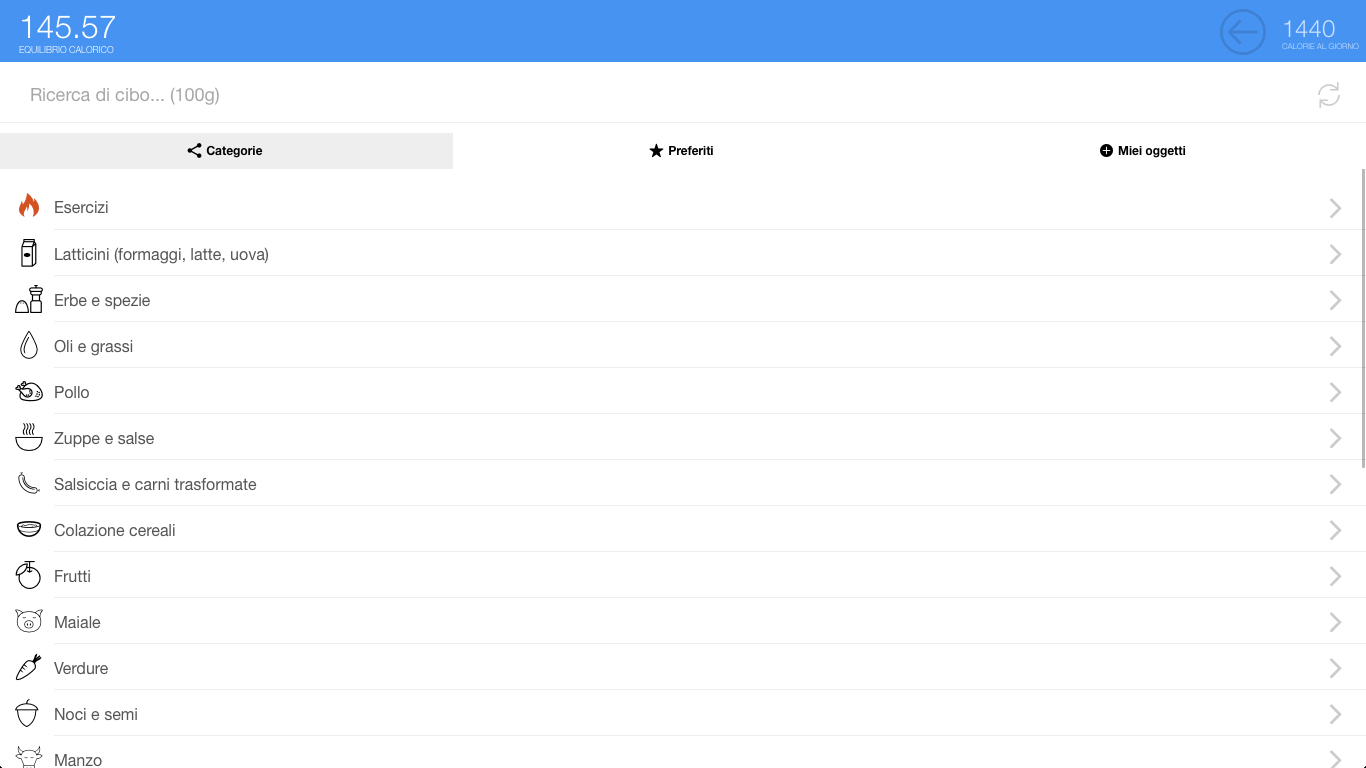 145.57
EQUILIBRIO CALORICO
1440
CALORIE AL GIORNO
Ricerca di cibo... (100g)
Categorie
Preferiti
Miei oggetti
Esercizi
Latticini (formaggi, latte, uova)
Erbe e spezie
Oli e grassi
Pollo
Zuppe e salse
Salsiccia e carni trasformate
Colazione cereali
Frutti
Maiale
Verdure
Noci e semi
Manzo